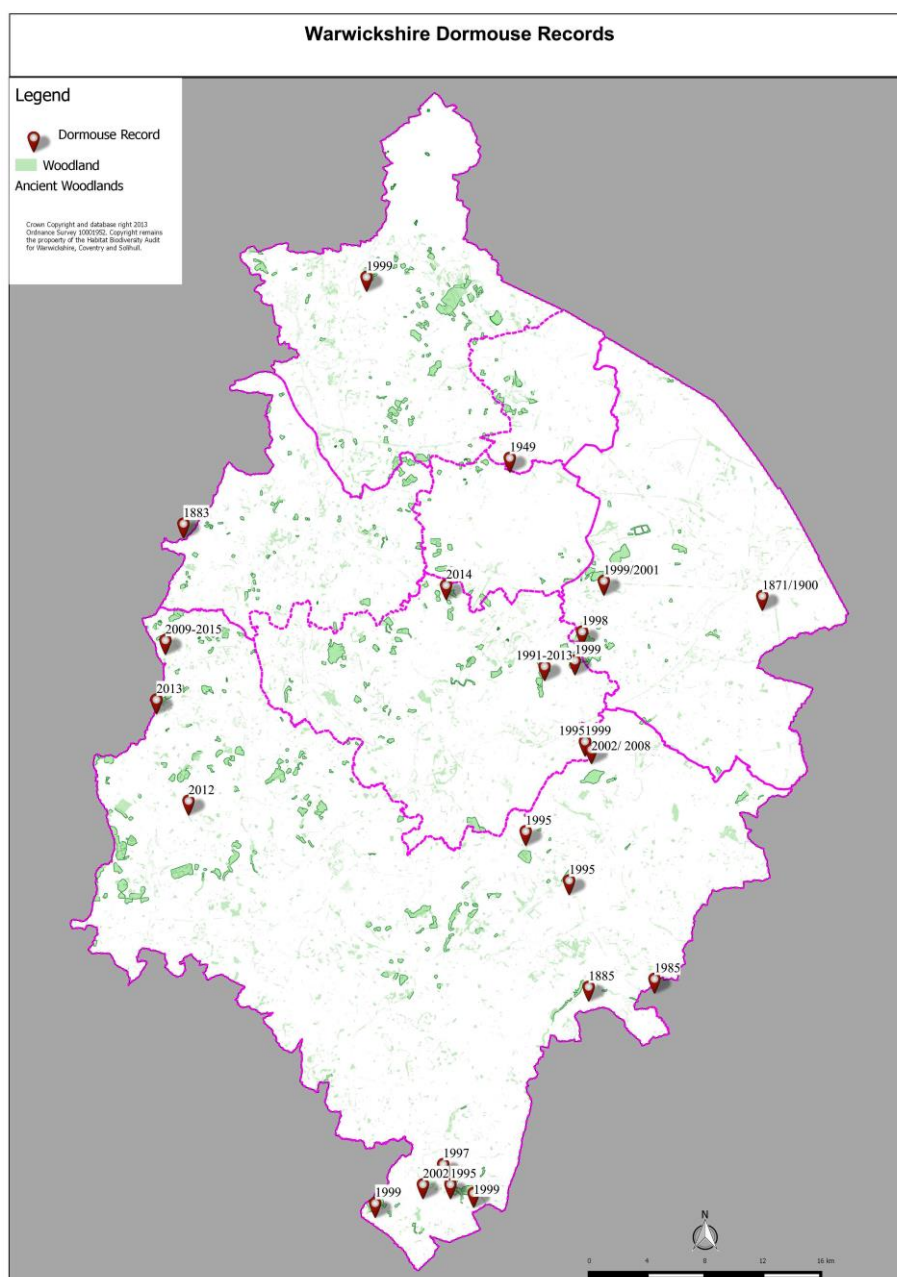 Warwickshire Dormouse Records
Legend
Dormouse Record
Woodland
Ancient Woodlands
Crown Copyright and database right 2013
Ordnance Survey 10001952. Copyright remains
the propoerty of the Habitat Biodiversity Audit
for Warwickshire, Coventry and Solihull.
1999
1949
1883
2014
1999/2001
1871/1900
2009-2015
1998
1991-2013
1999
2013
19951999
2002/ 2008
2012
1995
1995
1985
1885
1997
2002
1995
1999
1999
N
0 4 8 12 16 km